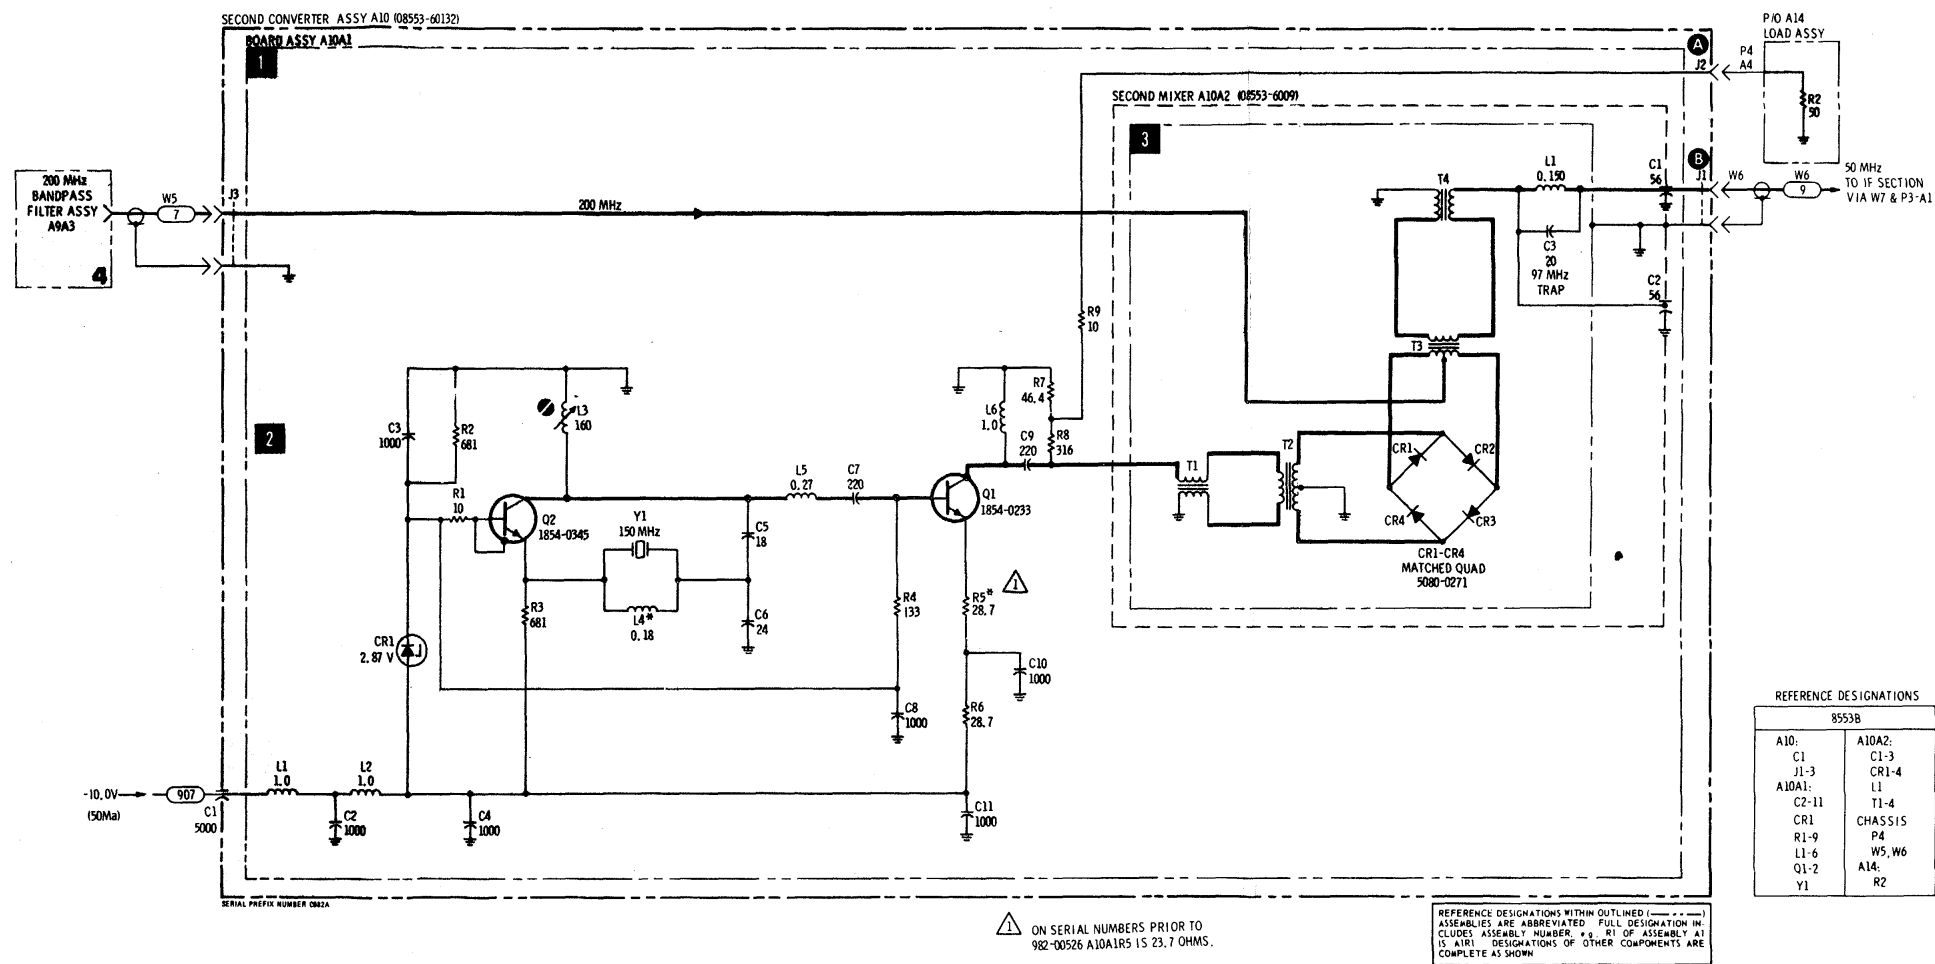 SECOND CONVERTER ASSY A10 (08553-60132)
BOARD ASSY A10A1
1
P/O A14
LOAD ASSY
A
J2
P4
A4
R2
50
SECOND MIXER A10A2 (08553-6009)
3
200 MHz
BANDPASS
FILTER ASSY
A9A3
4
W5
7
J3
200 MHz
T4
L1
0.150
C1
56
B
J1
W6
W6
9
50 MHz
TO IF SECTION
VIA W7 & P3-A1
C3
20
97 MHz
TRAP
C2
56
R9
10
T3
2
C3
1000
R2
681
L3
160
L6
1.0
R7
46.4
C9
220
R8
316
R1
10
Q2
1854-0345
Y1
150 MHz
L5
0.27
C7
220
C5
18
Q1
1854-0233
T1
T2
CR1
CR2
CR4
CR3
CR1-CR4
MATCHED QUAD
5080-0271
R3
681
L4*
0.18
C6
24
R4
133
R5*
28.7
1
CR1
2.87 V
C10
1000
C8
1000
R6
28.7
-10.0V
(50Ma)
907
C1
5000
L1
1.0
L2
1.0
C2
1000
C4
1000
C11
1000
SERIAL PREFIX NUMBER C982A
1
ON SERIAL NUMBERS PRIOR TO
982-00526 A10A1R5 IS 23.7 OHMS.
REFERENCE DESIGNATIONS
8553B
A10:
C1
J1-3
A10A1:
C2-11
CR1
R1-9
L1-6
Q1-2
Y1
A10A2:
C1-3
CR1-4
L1
T1-4
CHASSIS
P4
W5,W6
A14:
R2
REFERENCE DESIGNATIONS WITHIN OUTLINED (—--—)
ASSEMBLIES ARE ABBREVIATED FULL DESIGNATION IN-
CLUDES ASSEMBLY NUMBER, e.g. R1 OF ASSEMBLY A1
IS A1R1 DESIGNATIONS OF OTHER COMPONENTS ARE
COMPLETE AS SHOWN